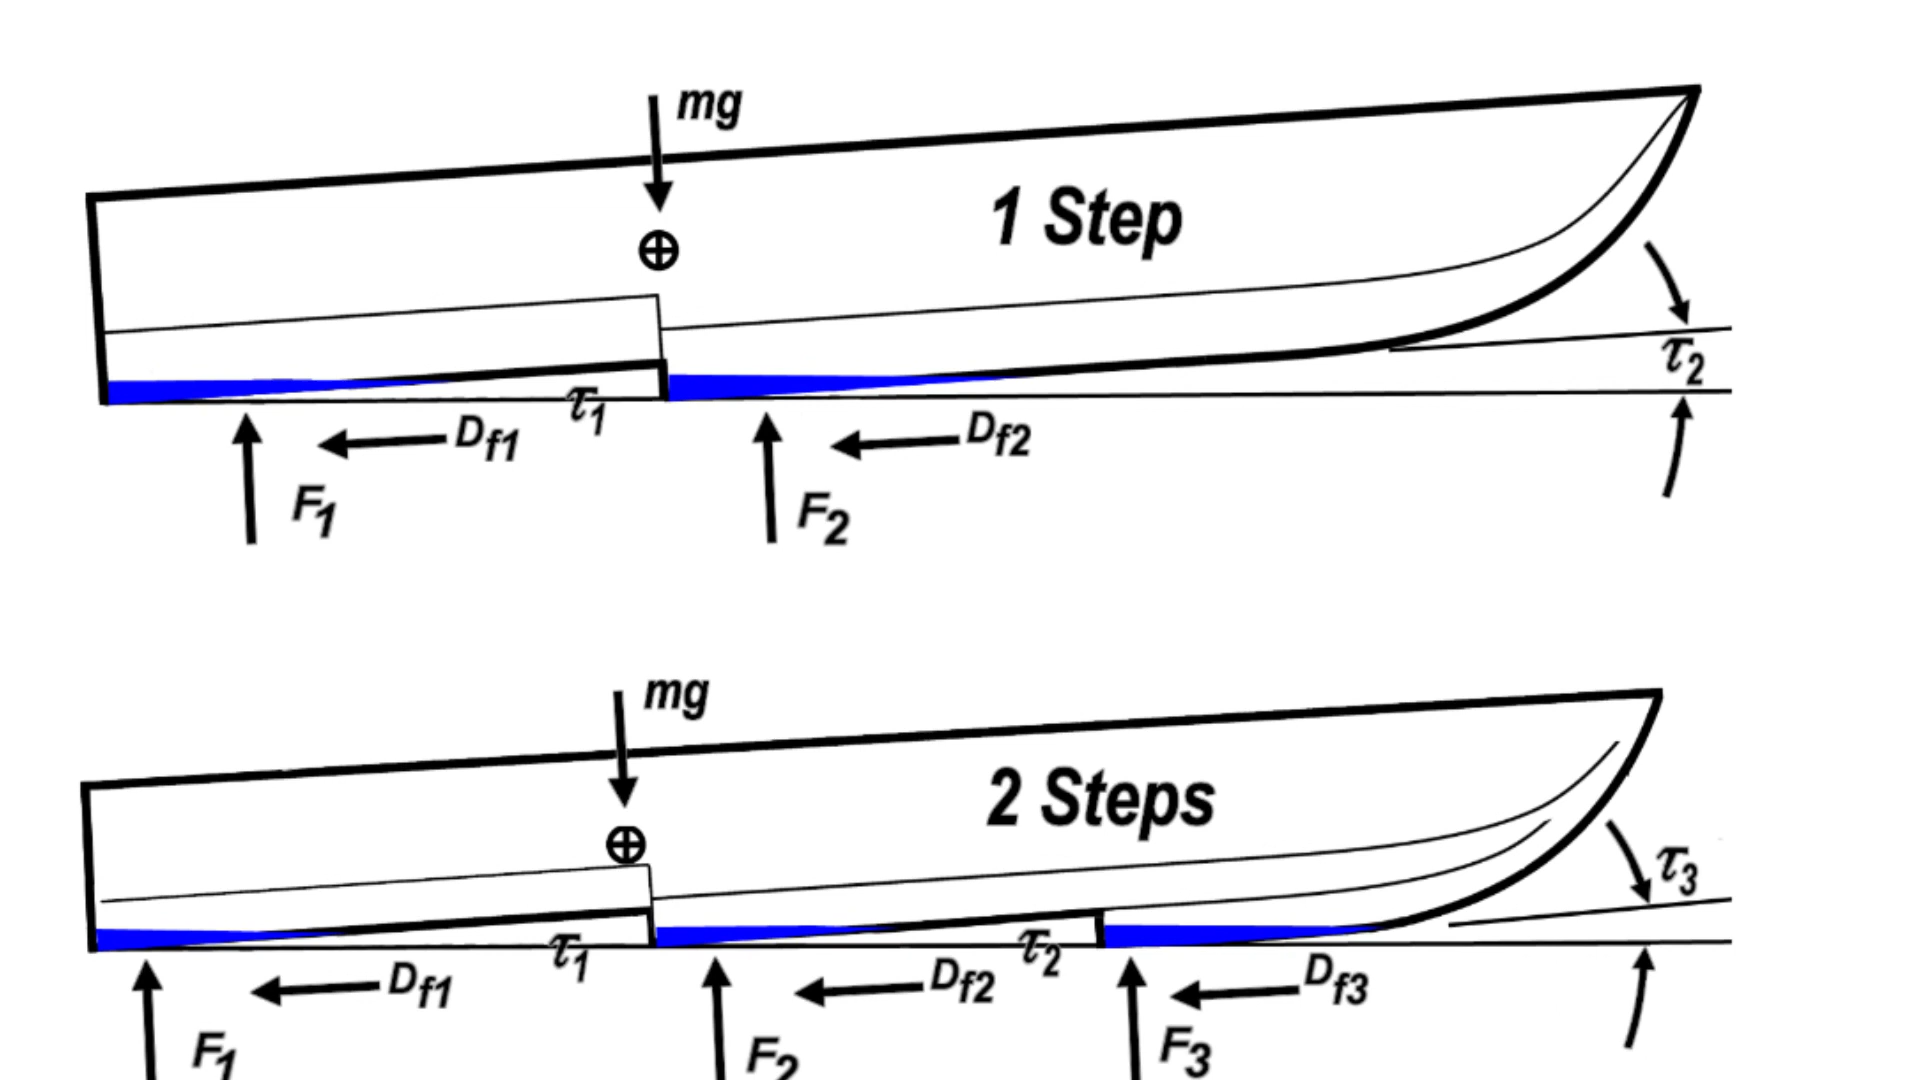 mg
1 Step
τ2
τ1
Df1
Df2
F1
F2
mg
2 Steps
τ3
τ1
τ2
Df1
Df2
Df3
F1
F2
F3